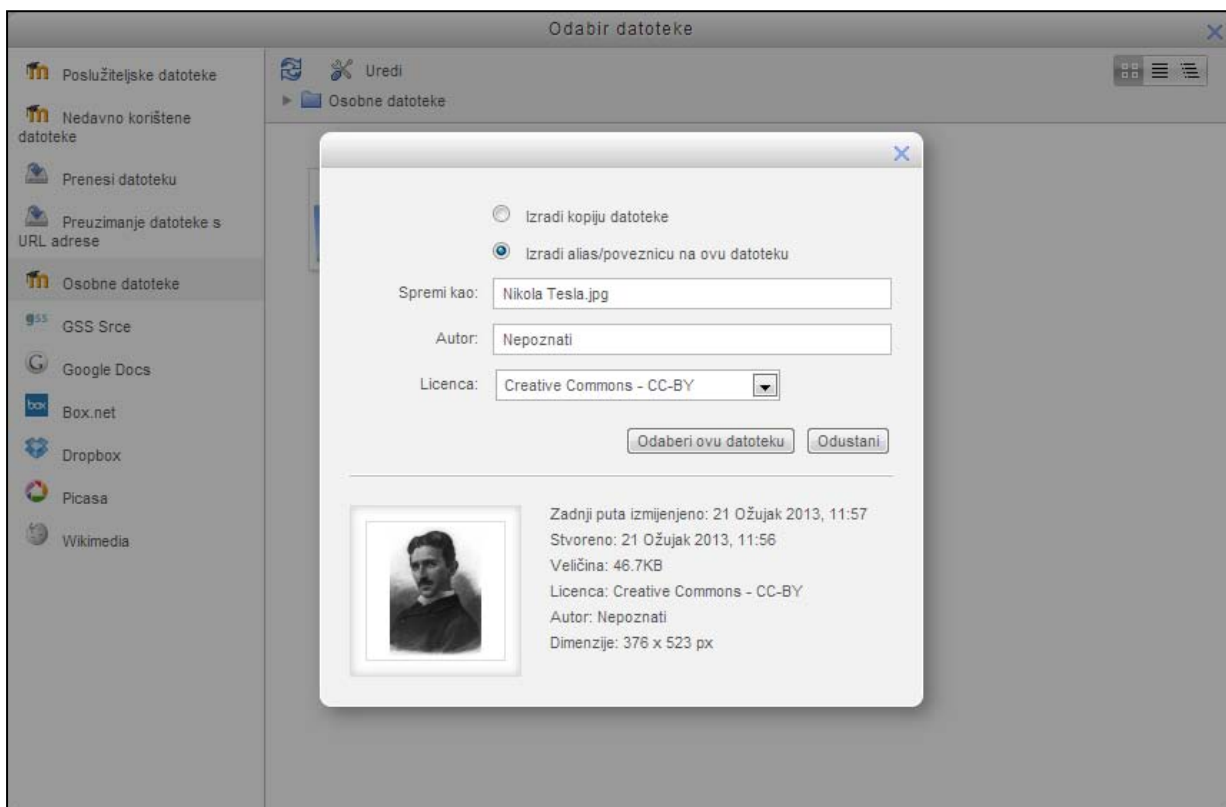 Odabir datoteke
Poslužiteljske datoteke
Nedavno korištene
datoteke
Prenesi datoteku
Preuzimanje datoteke s
URL adrese
Osobne datoteke
gss GSS Srce
G Google Docs
box Box.net
Dropbox
Picasa
Wikimedia
Uredi
Osobne datoteke
Izradi kopiju datoteke
Izradi alias/poveznicu na ovu datoteku
Spremi kao: Nikola Tesla.jpg
Autor: Nepoznati
Licenca: Creative Commons - CC-BY
Odaberi ovu datoteku Odustani
Zadnji puta izmijenjeno: 21 Ožujak 2013, 11:57
Stvoreno: 21 Ožujak 2013, 11:56
Veličina: 46.7KB
Licenca: Creative Commons - CC-BY
Autor: Nepoznati
Dimenzije: 376 x 523 px